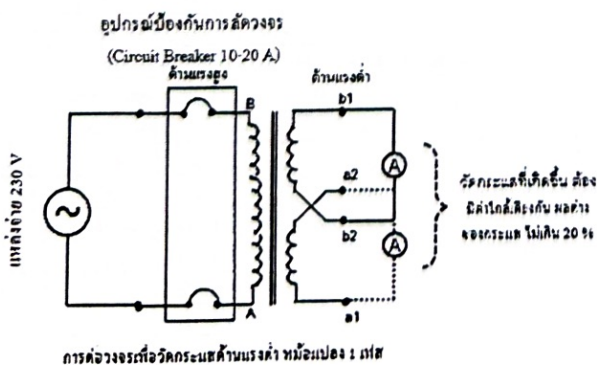 อุปกรณ์ป้องกันการลัดวงจร
(Circuit Breaker 10-20 A)
ด้านแรงสูง
ด้านแรงต่ำ
B
b1
แหล่งจ่าย 230 V
A
a2
b2
A
A
a1
วัดกระแสที่เกิดขึ้น ต้อง
มีค่าใกล้เคียงกัน ผลต่าง
ของกระแส ไม่เกิน 20 %
การต่อวงจรเพื่อวัดกระแสด้านแรงต่ำ หม้อแปลง 1 เฟส